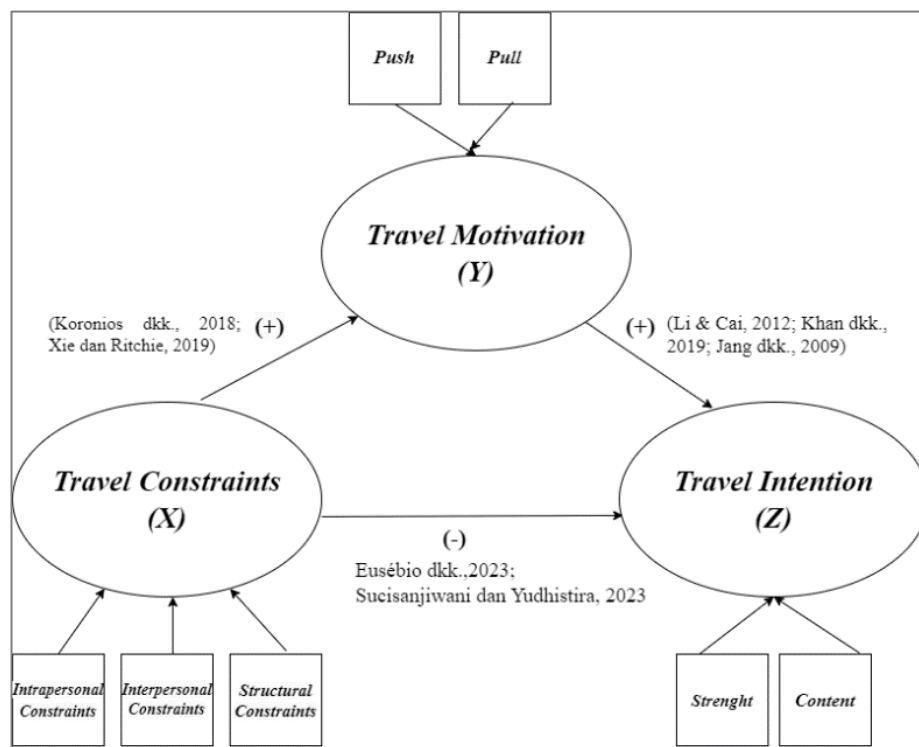 Push
Pull
Travel Motivation
(Y)
(Koronios dkk., 2018;
Xie dan Ritchie, 2019)
(+)
(+)
(Li & Cai, 2012; Khan dkk.,
2019; Jang dkk., 2009)
Travel Constraints
(X)
Travel Intention
(Z)
(-)
Eusébio dkk.,2023;
Sucisanjiwani dan Yudhistira, 2023
Intrapersonal
Constraints
Interpersonal
Constraints
Structural
Constraints
Strenght
Content